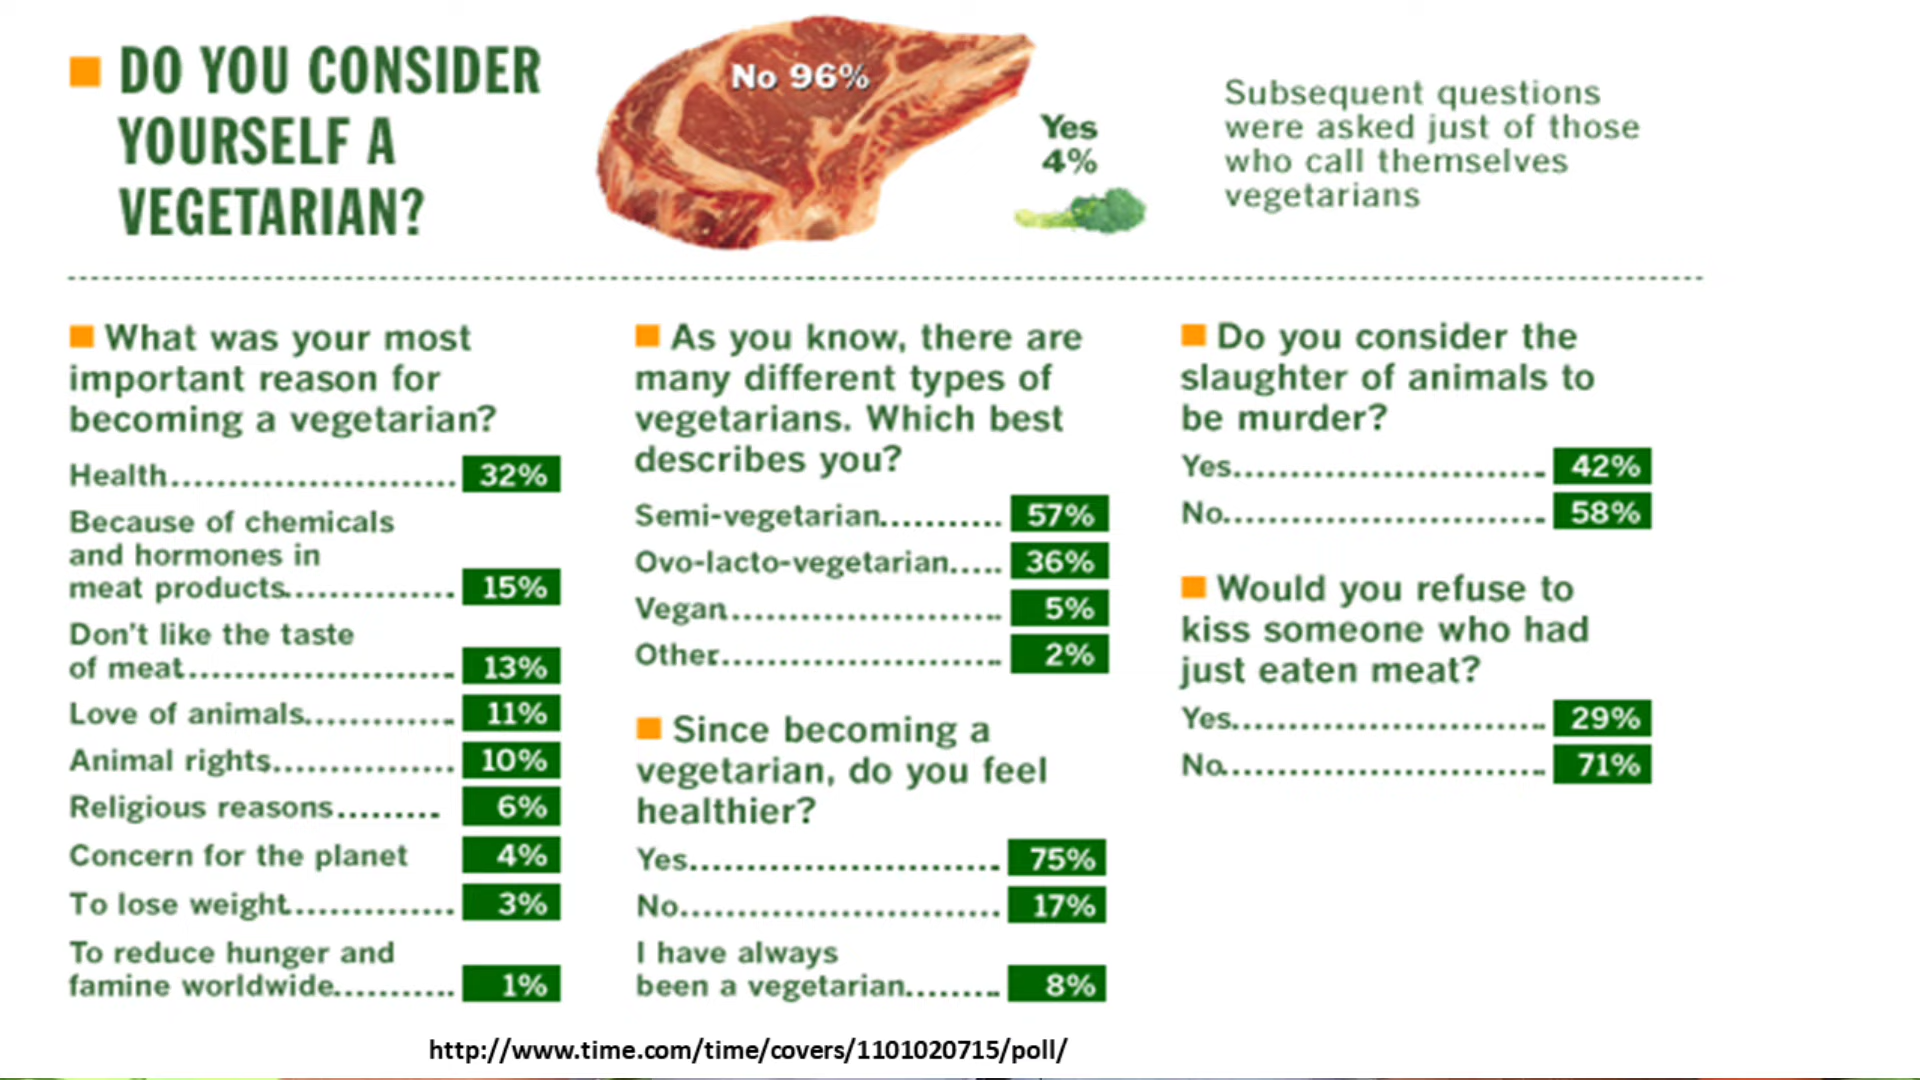 DO YOU CONSIDER
YOURSELF A
VEGETARIAN?
No 96%
Yes
4%
Subsequent questions
were asked just of those
who call themselves
vegetarians
What was your most
important reason for
becoming a vegetarian?
Health........................ 32%
Because of chemicals
and hormones in
meat products............... 15%
Don't like the taste
of meat....................... 13%
Love of animals............. 11%
Animal rights................ 10%
Religious reasons......... 6%
Concern for the planet 4%
To lose weight............... 3%
To reduce hunger and
famine worldwide........... 1%
As you know, there are
many different types of
vegetarians. Which best
describes you?
Semi-vegetarian........... 57%
Ovo-lacto-vegetarian..... 36%
Vegan........................ 5%
Other........................ 2%
Since becoming a
vegetarian, do you feel
healthier?
Yes.......................... 75%
No........................... 17%
I have always
been a vegetarian........ 8%
Do you consider the
slaughter of animals to
be murder?
Yes.......................... 42%
No........................... 58%
Would you refuse to
kiss someone who had
just eaten meat?
Yes.......................... 29%
No........................... 71%
http://www.time.com/time/covers/1101020715/poll/